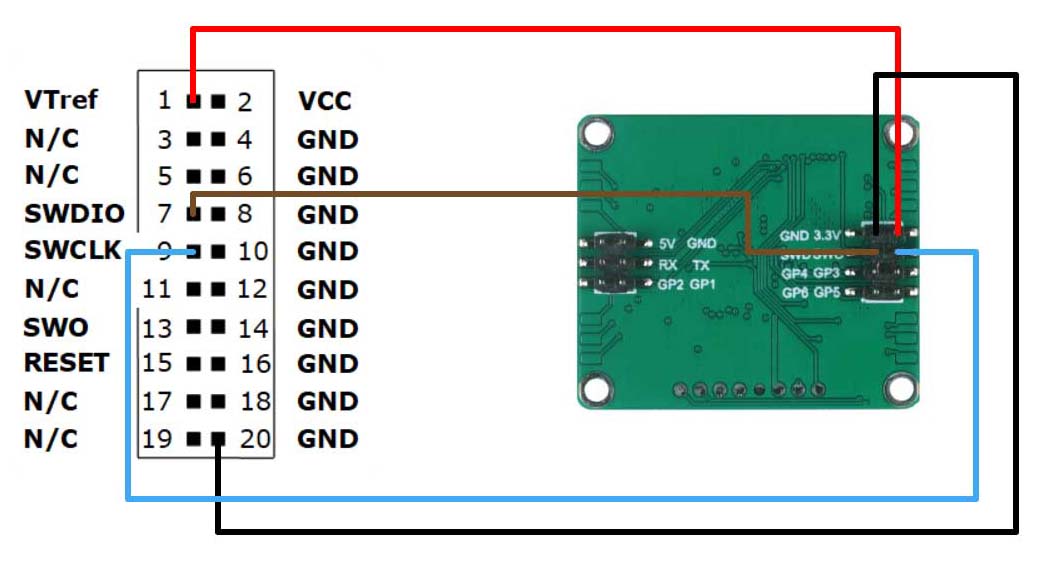 VTref 1 2 VCC
N/C 3 4 GND
N/C 5 6 GND
SWDIO 7 8 GND
SWCLK 9 10 GND
N/C 11 12 GND
SWO 13 14 GND
RESET 15 16 GND
N/C 17 18 GND
N/C 19 20 GND
5V GND
RX TX
GP2 GP1
GND 3.3V
GP4 GP3
GP6 GP5